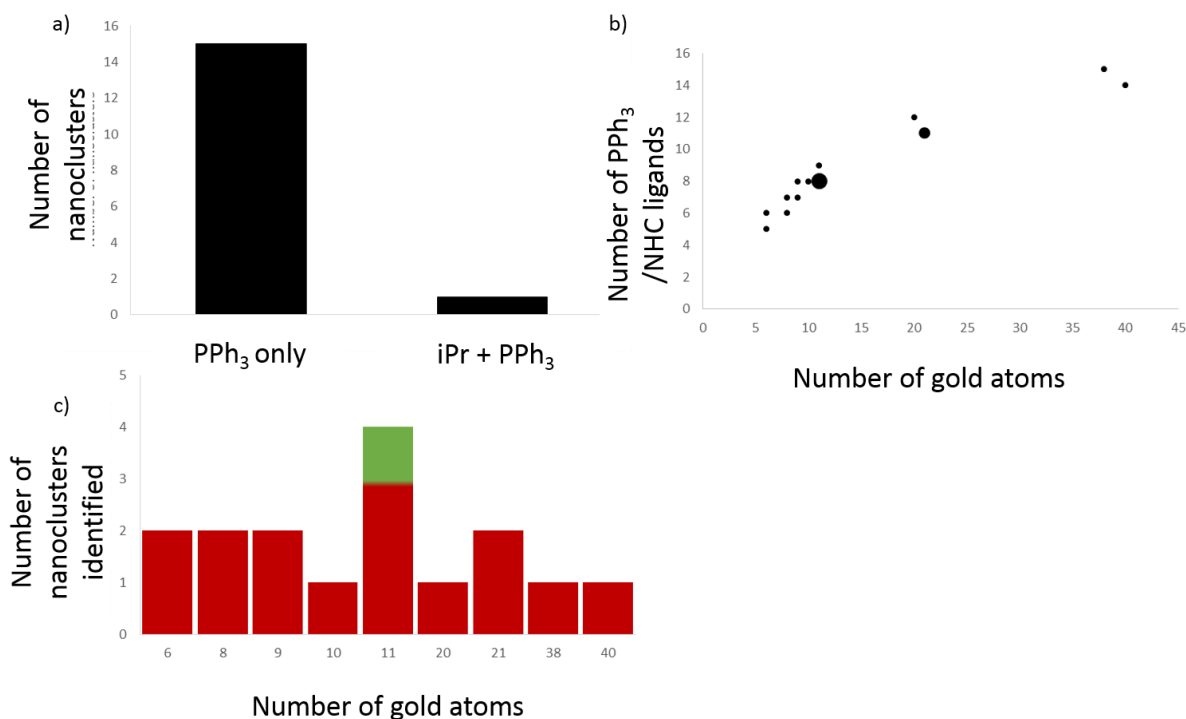 a)
Number of
nanoclusters
16
14
12
10
8
6
4
2
0
PPh₃ only
iPr + PPh₃
b)
Number of PPh₃
/NHC ligands
16
14
12
10
8
6
4
2
0
0 5 10 15 20 25 30 35 40 45
Number of gold atoms
c)
Number of
nanoclusters
identified
5
4
3
2
1
0
6 8 9 10 11 20 21 38 40
Number of gold atoms